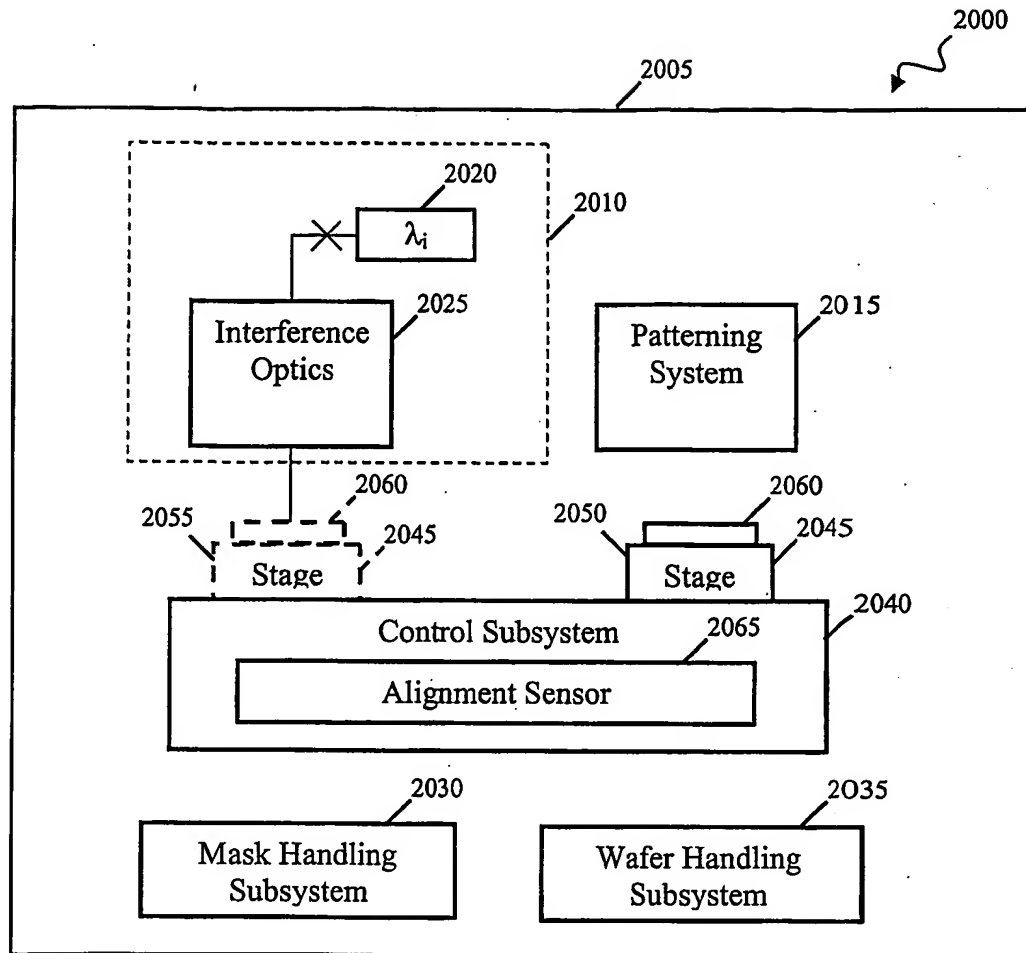 2000
2005
2020
λi
2010
2025
Interference
Optics
2015
Patterning
System
2060
2055
2045
Stage
2060
2050
2045
Stage
2040
Control Subsystem
2065
Alignment Sensor
2030
Mask Handling
Subsystem
2035
Wafer Handling
Subsystem